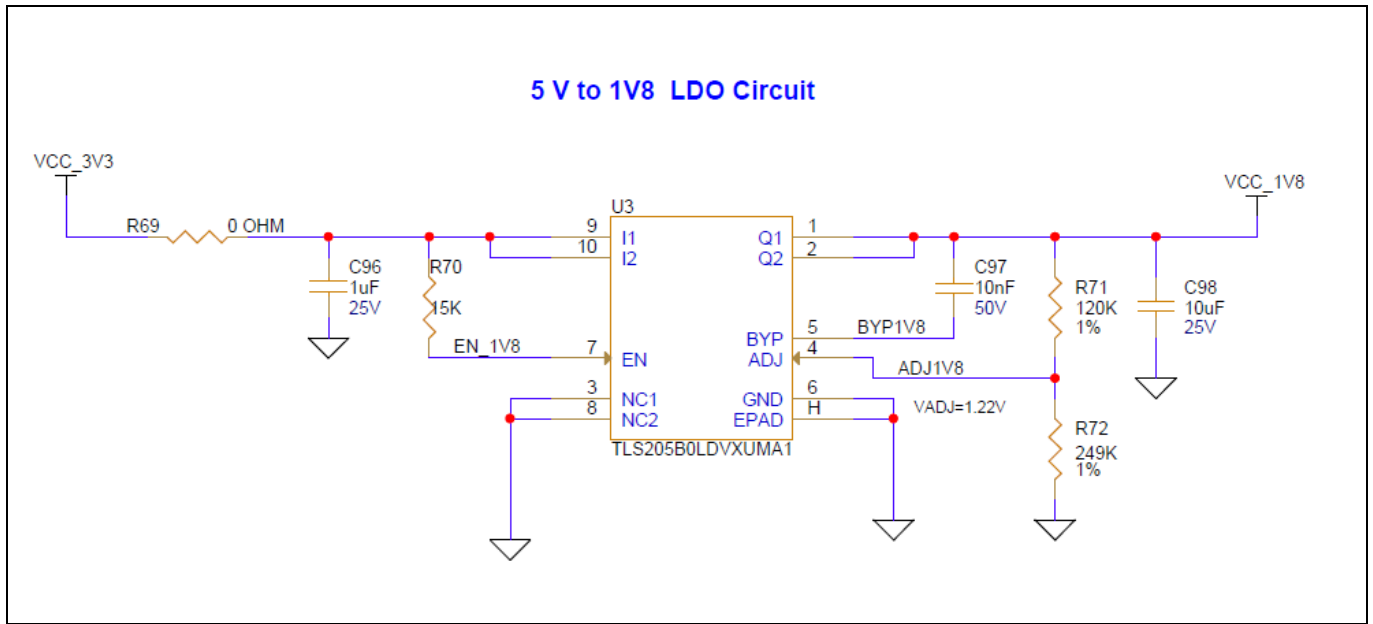 5 V to 1V8 LDO Circuit
VCC_3V3
VCC_1V8
R69 0 OHM
U3
9 I1
10 I2
Q1 1
Q2 2
C96
1uF
25V
R70
15K
EN_1V8
7 EN
3 NC1
8 NC2
BYP 5 BYP1V8
ADJ 4 ADJ1V8
GND 6
EPAD H
VADJ=1.22V
TLS205B0LDVXUMA1
C97
10nF
50V
R71
120K
1%
C98
10uF
25V
R72
249K
1%